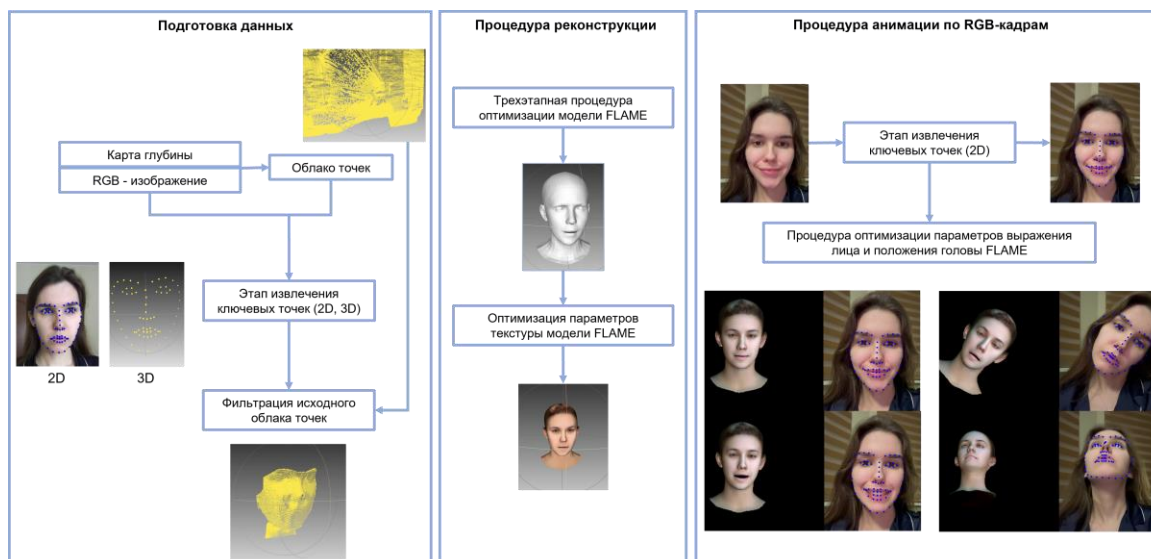 Подготовка данных
Карта глубины
RGB - изображение
Облако точек
Этап извлечения
ключевых точек (2D, 3D)
2D
3D
Фильтрация исходного
облака точек
Процедура реконструкции
Трехэтапная процедура
оптимизации модели FLAME
Оптимизация параметров
текстуры модели FLAME
Процедура анимации по RGB-кадрам
Этап извлечения
ключевых точек (2D)
Процедура оптимизации параметров выражения
лица и положения головы FLAME